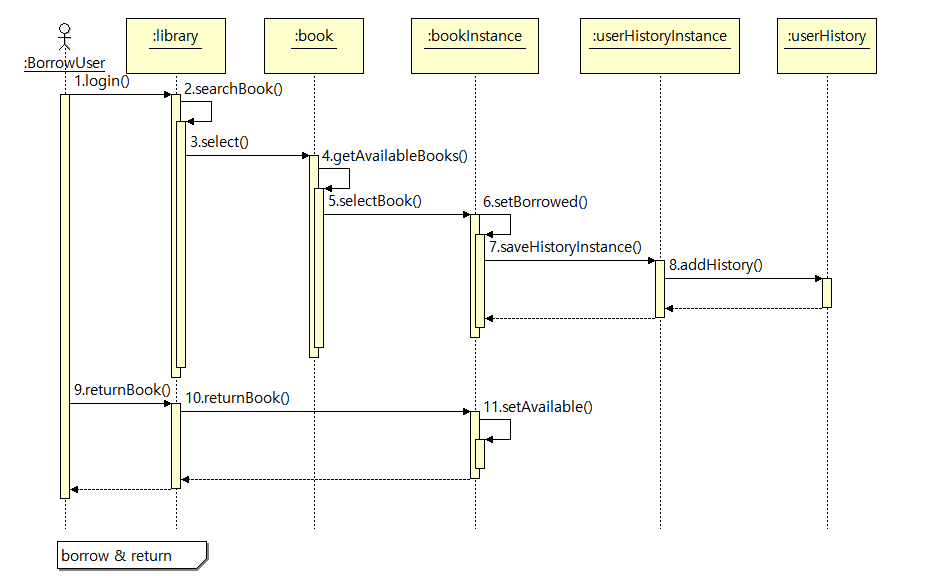 :library
:book
:bookInstance
:userHistoryInstance
:userHistory
:BorrowUser
1.login()
2.searchBook()
3.select()
4.getAvailableBooks()
5.selectBook()
6.setBorrowed()
7.saveHistoryInstance()
8.addHistory()
9.returnBook()
10.returnBook()
11.setAvailable()
borrow & return